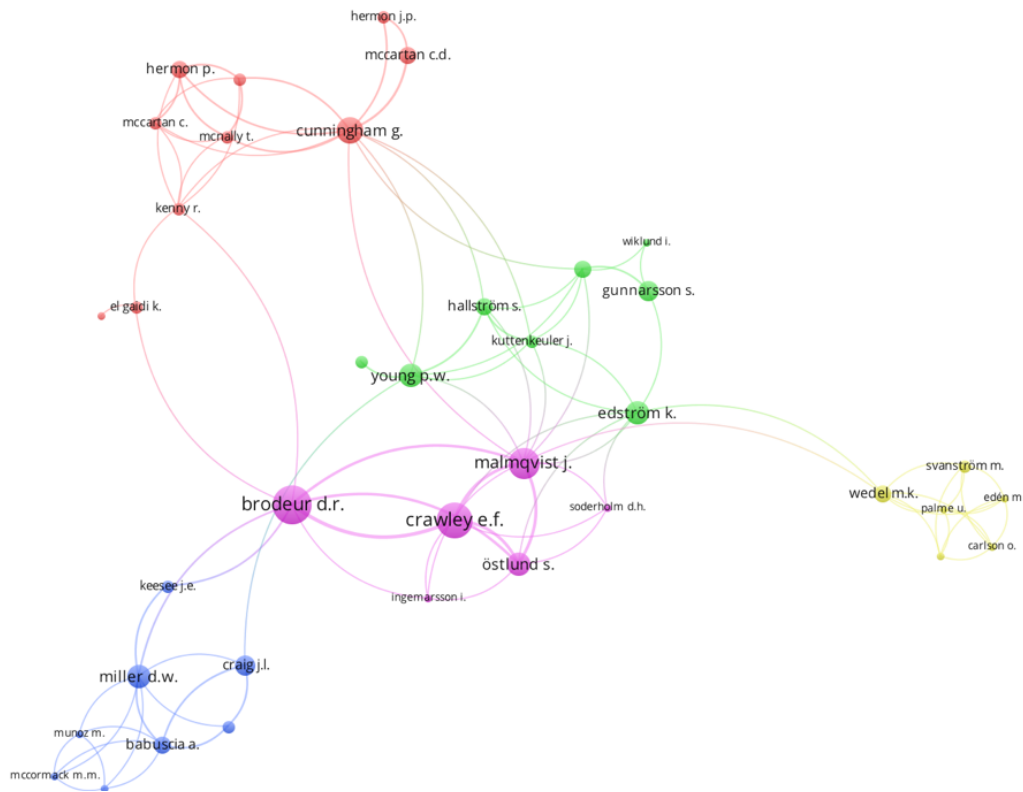 hermon j.p.
mccartan c.d.
hermon p.
mccartan c.
mcnally t.
cunningham g.
kenny r.
wiklund i.
gunnarsson s.
el gaidi k.
hallström s.
kuttenkeuler j.
young p.w.
edström k.
malmqvist j.
svanström m.
wedel m.k.
edén m
palme u.
brodeur d.r.
crawley e.f.
soderholm d.h.
carlson o.
östlund s.
keesee j.e.
ingemarsson i.
craig j.l.
miller d.w.
munoz m.
babuscia a.
mccormack m.m.